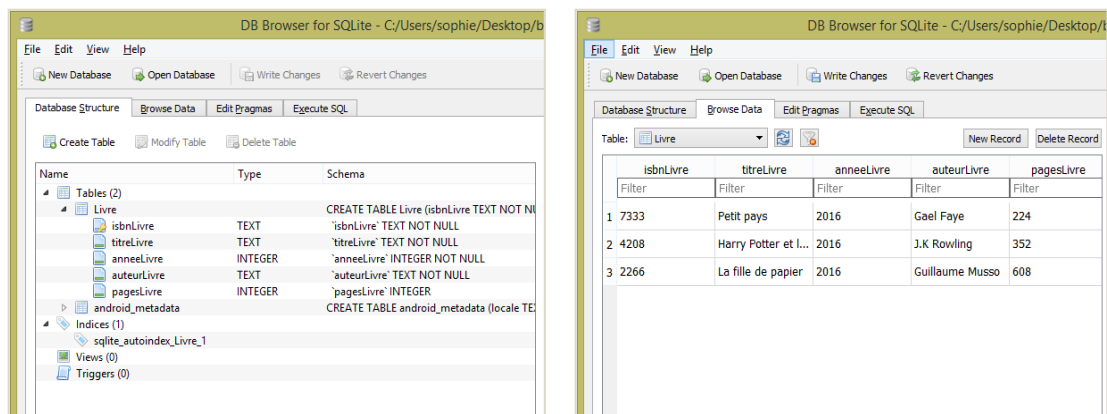 DB Browser for SQLite - C:/Users/sophie/Desktop/b
File Edit View Help
New Database Open Database Write Changes Revert Changes
Database Structure Browse Data Edit Pragmas Execute SQL
Create Table Modify Table Delete Table
Name Type Schema
Tables (2)
Livre CREATE TABLE Livre (isbnLivre TEXT NOT NU
isbnLivre TEXT `isbnLivre` TEXT NOT NULL
titreLivre TEXT `titreLivre` TEXT NOT NULL
anneeLivre INTEGER `anneeLivre` INTEGER NOT NULL
auteurLivre TEXT `auteurLivre` TEXT NOT NULL
pagesLivre INTEGER `pagesLivre` INTEGER
android_metadata CREATE TABLE android_metadata (locale TE
Indices (1)
sqlite_autoindex_Livre_1
Views (0)
Triggers (0)
DB Browser for SQLite - C:/Users/sophie/Desktop/b
File Edit View Help
New Database Open Database Write Changes Revert Changes
Database Structure Browse Data Edit Pragmas Execute SQL
Table: Livre New Record Delete Record
isbnLivre titreLivre anneeLivre auteurLivre pagesLivre
Filter Filter Filter Filter Filter
1 7333 Petit pays 2016 Gael Faye 224
2 4208 Harry Potter et l... 2016 J.K Rowling 352
3 2266 La fille de papier 2016 Guillaume Musso 608